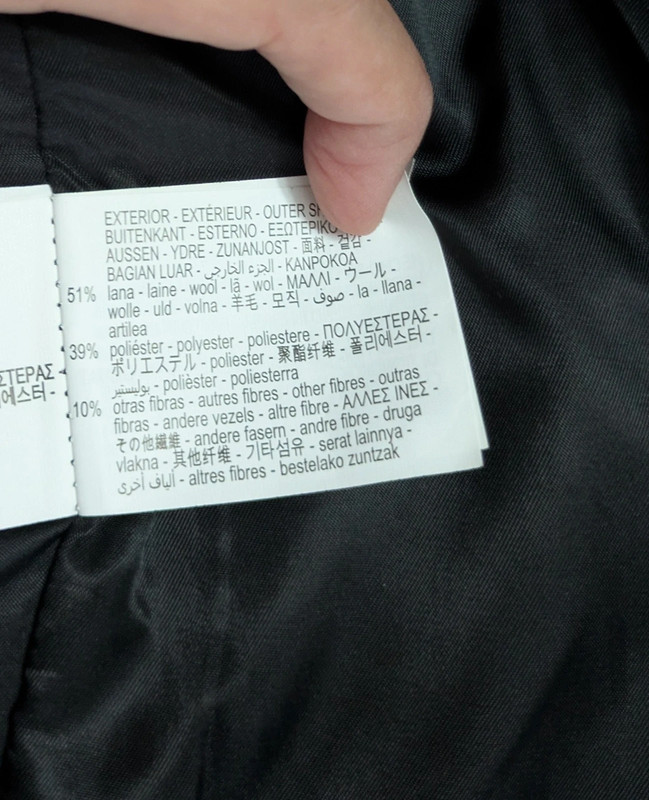 EXTERIOR - EXTÉRIEUR - OUTER
BUITENKANT - ESTERNO - ΕΞΩΤΕΡΙΚΟ
AUSSEN - YDRE - ZUNANJOST - 面料 - 겉감 -
BAGIAN LUAR - الجزء الخارجي - KANPOKOA
51% lana - laine - wool - lã - wol - ΜΑΛΛΙ - ウール -
wolle - uld - volna - 羊毛 - 모직 - صوف - la - llana -
artilea
39% poliéster - polyester - poliestere - ΠΟΛΥΕΣΤΕΡΑΣ -
ポリエステル - poliester - 聚酯纤维 - 폴리에스터 -
بوليستير - polièster - poliesterra
10% otras fibras - autres fibres - other fibres - outras
fibras - andere vezels - altre fibre - ΑΛΛΕΣ ΙΝΕΣ -
その他繊維 - andere fasern - andre fibre - druga
vlakna - 其他纤维 - 기타섬유 - serat lainnya -
ألياف أخرى - altres fibres - bestelako zuntzak
ΣΤΕΡΑΣ
에스터 -